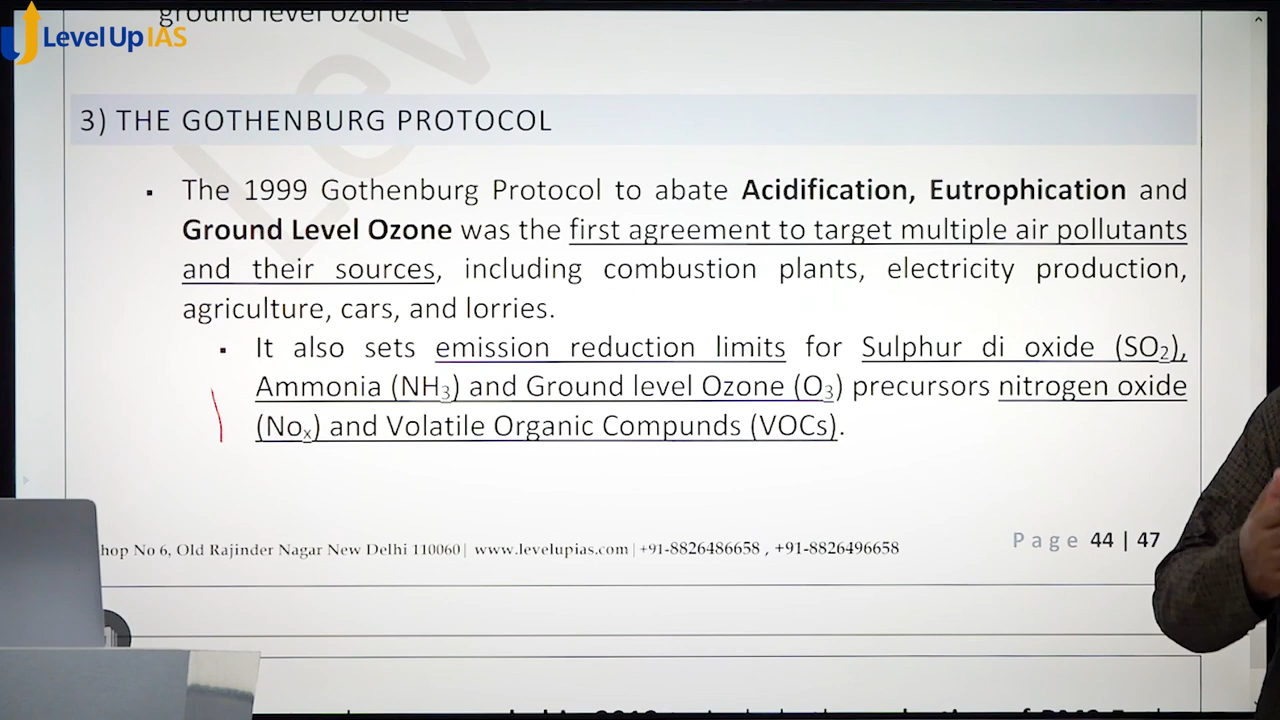 ground level ozone
Level Up IAS
3) THE GOTHENBURG PROTOCOL
▪ The 1999 Gothenburg Protocol to abate Acidification, Eutrophication and
Ground Level Ozone was the first agreement to target multiple air pollutants
and their sources, including combustion plants, electricity production,
agriculture, cars, and lorries.
▪ It also sets emission reduction limits for Sulphur di oxide (SO₂),
Ammonia (NH₃) and Ground level Ozone (O₃) precursors nitrogen oxide
(Noₓ) and Volatile Organic Compunds (VOCs).
hop No 6, Old Rajinder Nagar New Delhi 110060| www.levelupias.com | +91-8826486658 , +91-8826496658
Page 44 | 47